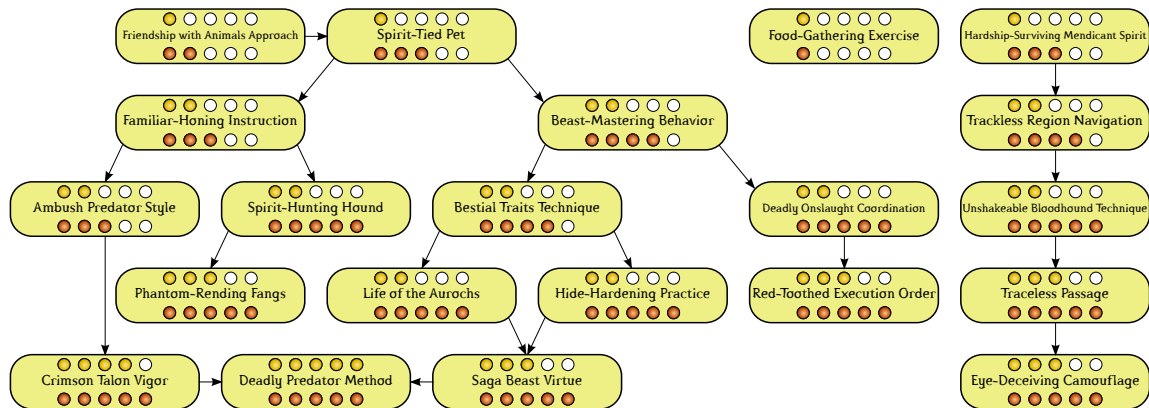 Friendship with Animals Approach
Spirit-Tied Pet
Food-Gathering Exercise
Hardship-Surviving Mendicant Spirit
Familiar-Honing Instruction
Beast-Mastering Behavior
Trackless Region Navigation
Ambush Predator Style
Spirit-Hunting Hound
Bestial Traits Technique
Deadly Onslaught Coordination
Unshakeable Bloodhound Technique
Phantom-Rending Fangs
Life of the Aurochs
Hide-Hardening Practice
Red-Toothed Execution Order
Traceless Passage
Crimson Talon Vigor
Deadly Predator Method
Saga Beast Virtue
Eye-Deceiving Camouflage